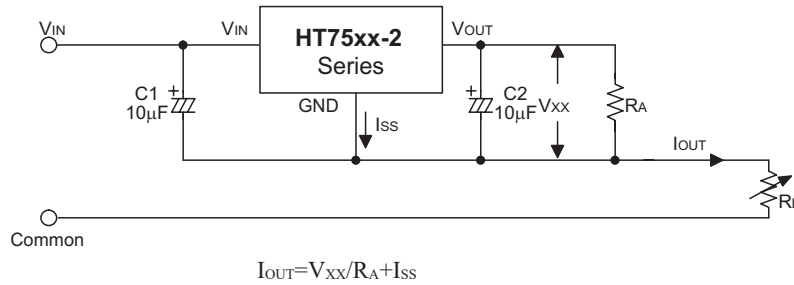 VIN
VIN
HT75xx-2
Series
VOUT
GND
ISS
C1
10μF
C2
10μF
VXX
RA
IOUT
Common
IOUT=VXX/RA+ISS